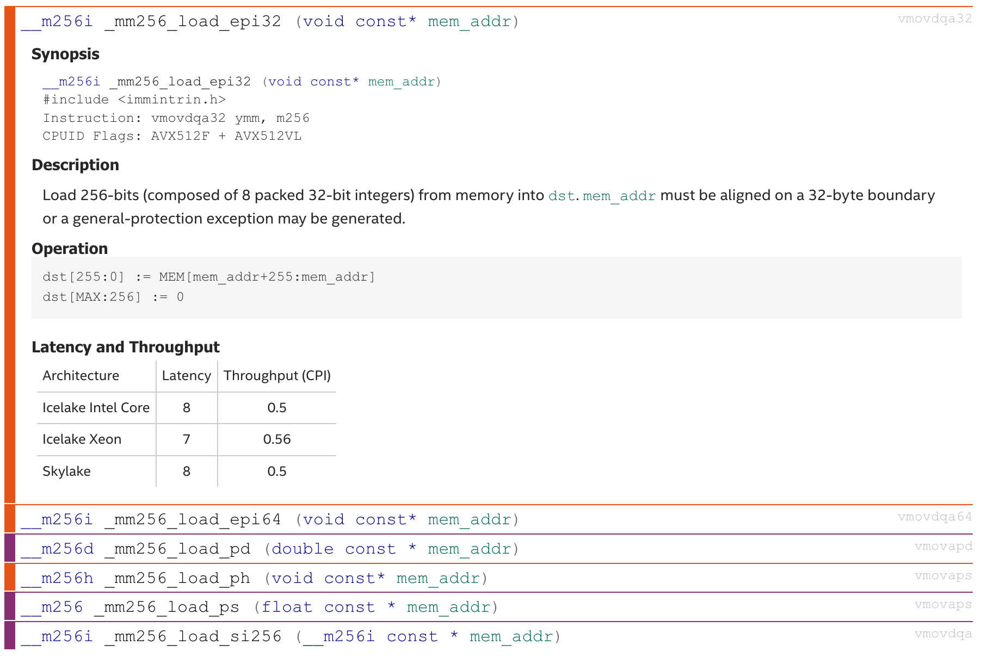 __m256i _mm256_load_epi32 (void const* mem_addr) vmovdqa32
Synopsis
__m256i _mm256_load_epi32 (void const* mem_addr)
#include <immintrin.h>
Instruction: vmovdqa32 ymm, m256
CPUID Flags: AVX512F + AVX512VL
Description
Load 256-bits (composed of 8 packed 32-bit integers) from memory into dst. mem_addr must be aligned on a 32-byte boundary
or a general-protection exception may be generated.
Operation
dst[255:0] := MEM[mem_addr+255:mem_addr]
dst[MAX:256] := 0
Latency and Throughput
Architecture Latency Throughput (CPI)
Icelake Intel Core 8 0.5
Icelake Xeon 7 0.56
Skylake 8 0.5
__m256i _mm256_load_epi64 (void const* mem_addr) vmovdqa64
__m256d _mm256_load_pd (double const * mem_addr) vmovapd
__m256h _mm256_load_ph (void const* mem_addr) vmovaps
__m256 _mm256_load_ps (float const * mem_addr) vmovaps
__m256i _mm256_load_si256 (__m256i const * mem_addr) vmovdqa